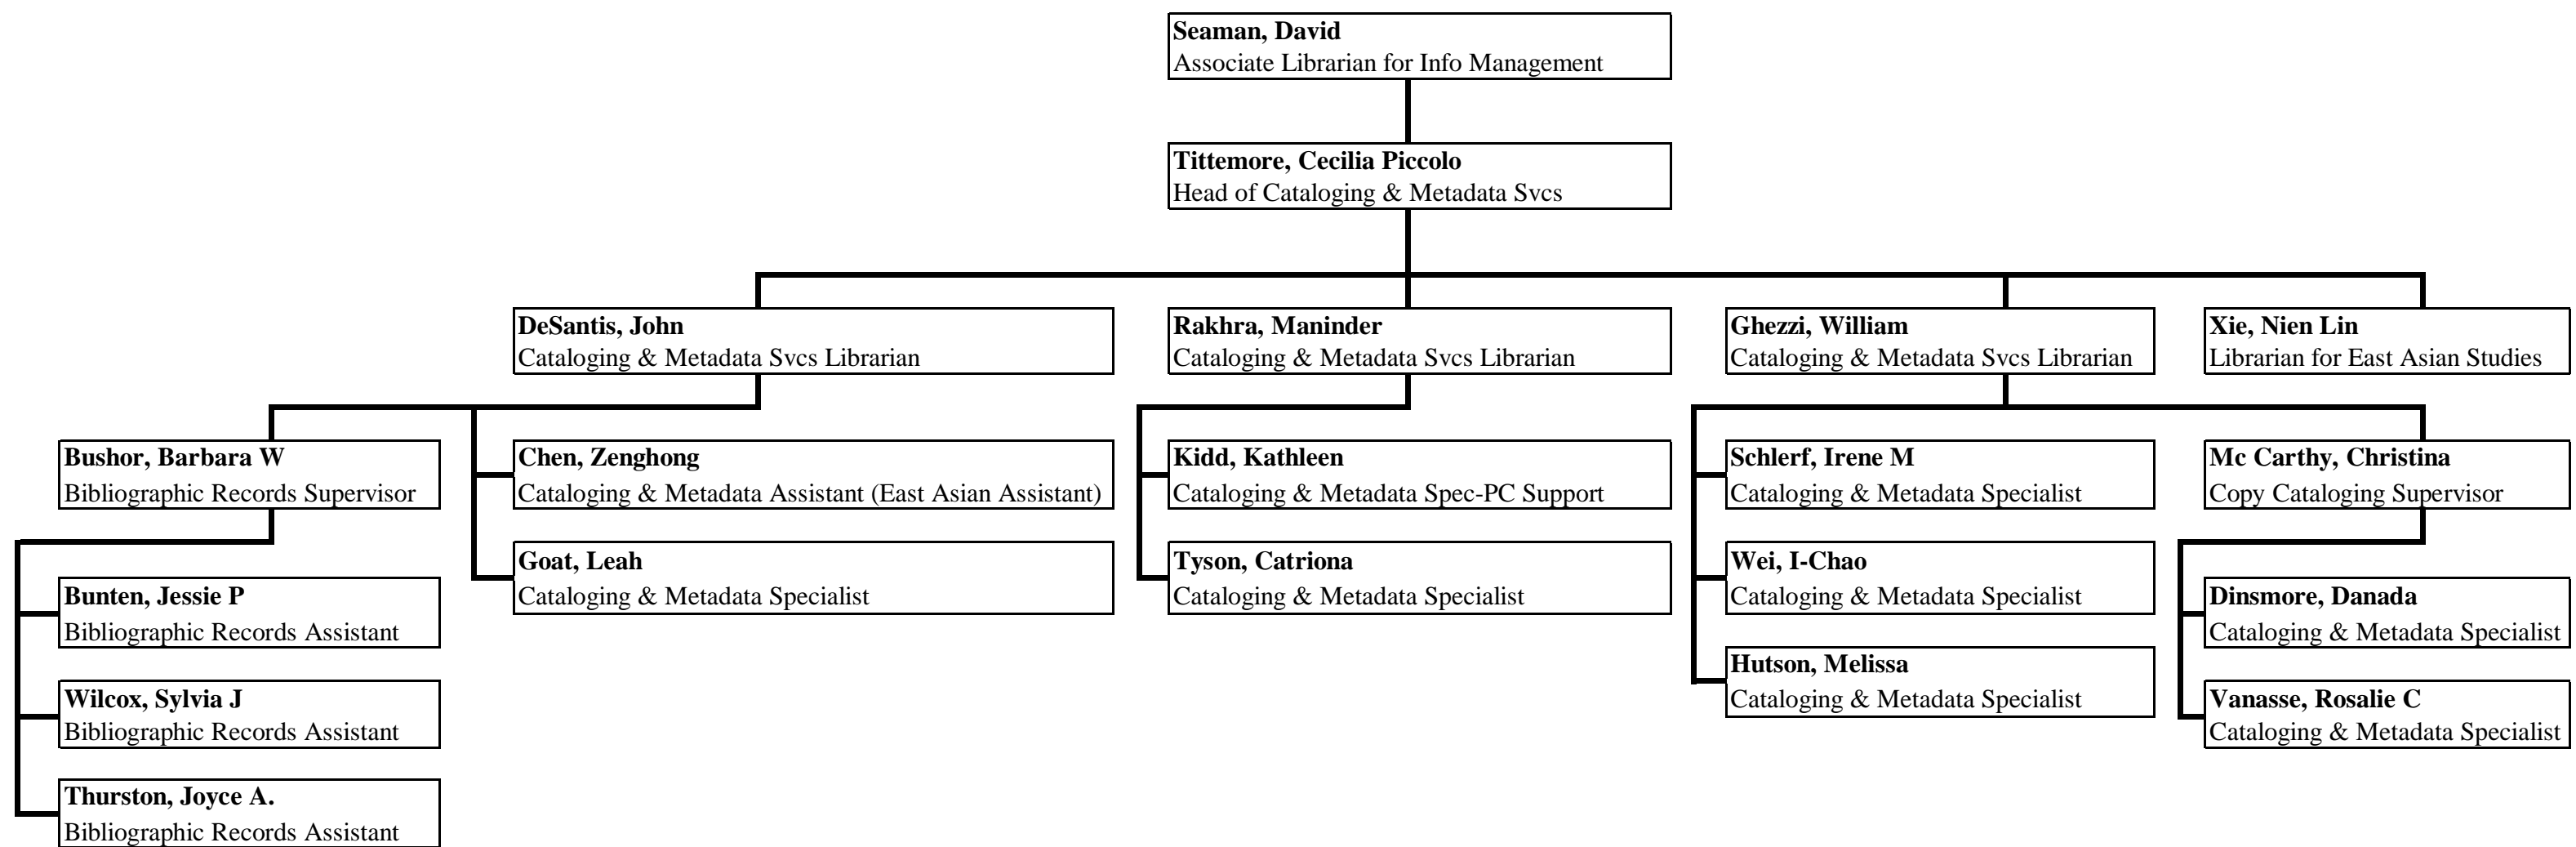 Seaman, David
Associate Librarian for Info Management
Tittemore, Cecilia Piccolo
Head of Cataloging & Metadata Svcs
DeSantis, John
Cataloging & Metadata Svcs Librarian
Rakhra, Maninder
Cataloging & Metadata Svcs Librarian
Ghezzi, William
Cataloging & Metadata Svcs Librarian
Xie, Nien Lin
Librarian for East Asian Studies
Bushor, Barbara W
Bibliographic Records Supervisor
Chen, Zenghong
Cataloging & Metadata Assistant (East Asian Assistant)
Kidd, Kathleen
Cataloging & Metadata Spec-PC Support
Schlerf, Irene M
Cataloging & Metadata Specialist
Mc Carthy, Christina
Copy Cataloging Supervisor
Goat, Leah
Cataloging & Metadata Specialist
Tyson, Catriona
Cataloging & Metadata Specialist
Wei, I-Chao
Cataloging & Metadata Specialist
Bunten, Jessie P
Bibliographic Records Assistant
Dinsmore, Danada
Cataloging & Metadata Specialist
Hutson, Melissa
Cataloging & Metadata Specialist
Wilcox, Sylvia J
Bibliographic Records Assistant
Vanasse, Rosalie C
Cataloging & Metadata Specialist
Thurston, Joyce A.
Bibliographic Records Assistant